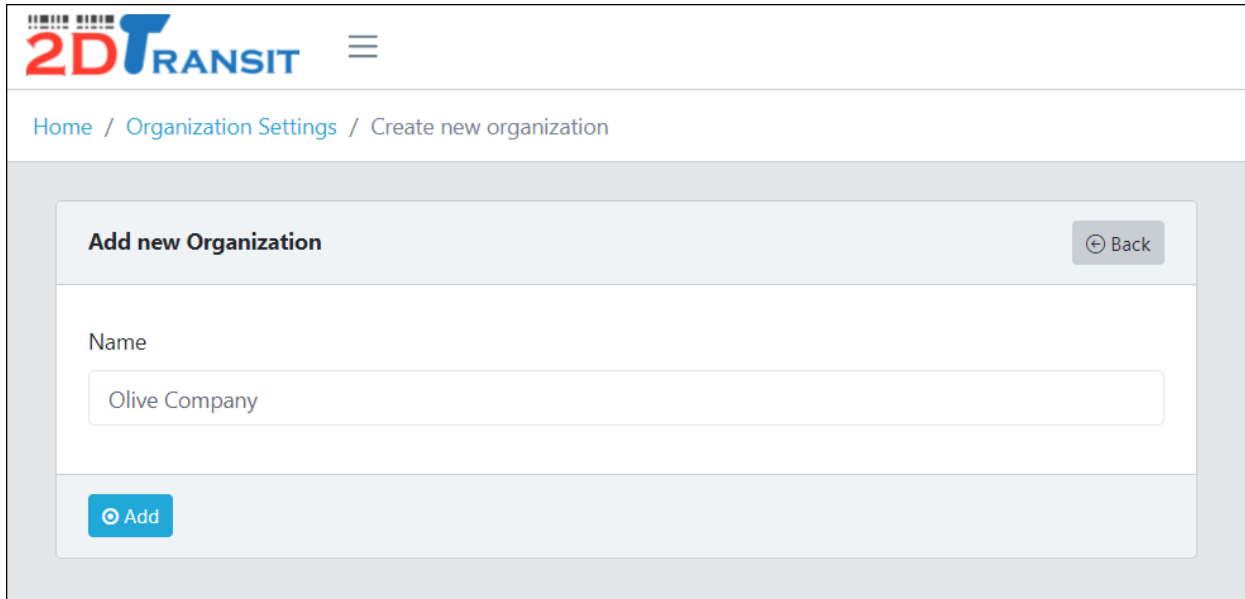 2DTRANSIT
Home / Organization Settings / Create new organization
Add new Organization
Back
Name
Olive Company
Add